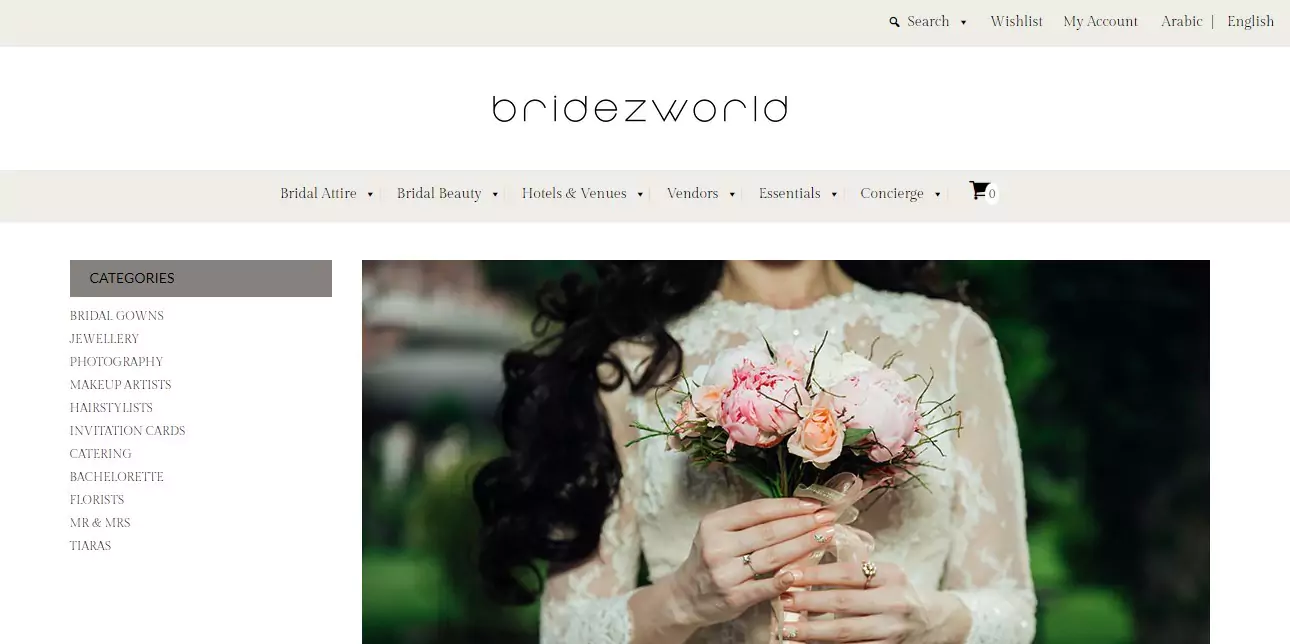 Search Wishlist My Account Arabic | English
bridezworld
Bridal Attire Bridal Beauty Hotels & Venues Vendors Essentials Concierge 0
CATEGORIES
BRIDAL GOWNS
JEWELLERY
PHOTOGRAPHY
MAKEUP ARTISTS
HAIRSTYLISTS
INVITATION CARDS
CATERING
BACHELORETTE
FLORISTS
MR & MRS
TIARAS